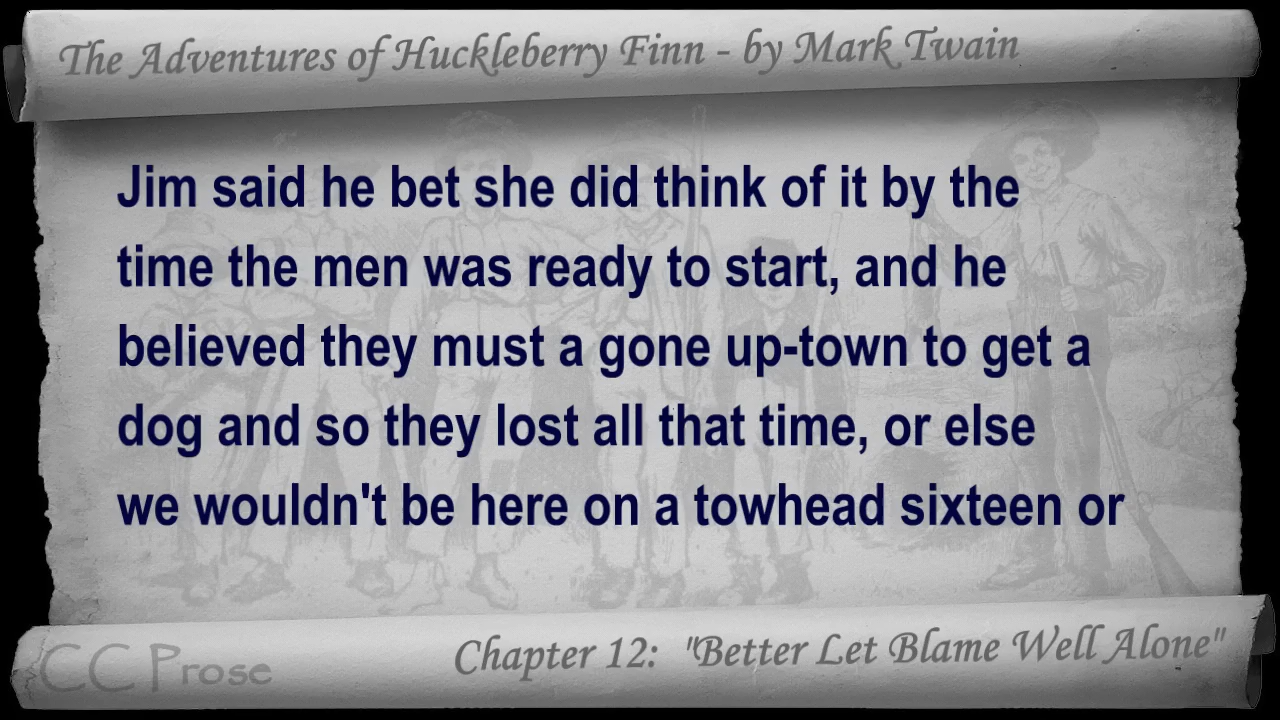 The Adventures of Huckleberry Finn - by Mark Twain
Jim said he bet she did think of it by the
time the men was ready to start, and he
believed they must a gone up-town to get a
dog and so they lost all that time, or else
we wouldn't be here on a towhead sixteen or
CC Prose
Chapter 12: "Better Let Blame Well Alone"